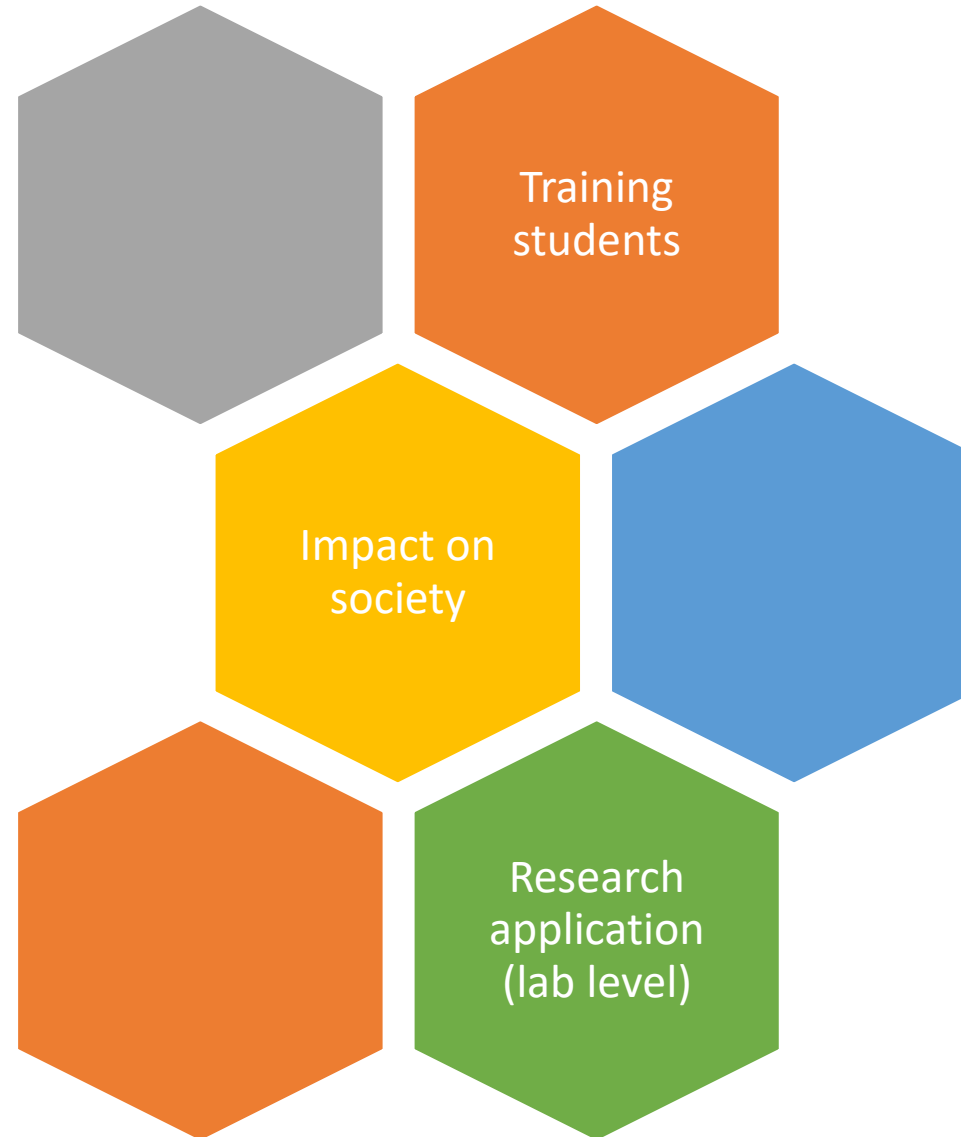 Training
students
Impact on
society
Research
application
(lab level)